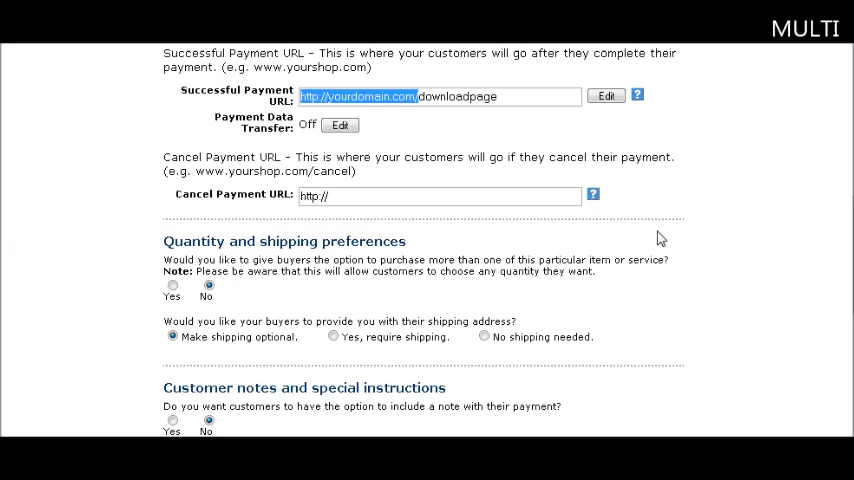 MULTI
Successful Payment URL - This is where your customers will go after they complete their
payment. (e.g. www.yourshop.com)
Successful Payment URL: http://yourdomain.com/downloadpage Edit ?
Payment Data Transfer: Off Edit
Cancel Payment URL - This is where your customers will go if they cancel their payment.
(e.g. www.yourshop.com/cancel)
Cancel Payment URL: http:// ?
Quantity and shipping preferences
Would you like to give buyers the option to purchase more than one of this particular item or service?
Note: Please be aware that this will allow customers to choose any quantity they want.
Yes No
Would you like your buyers to provide you with their shipping address?
Make shipping optional. Yes, require shipping. No shipping needed.
Customer notes and special instructions
Do you want customers to have the option to include a note with their payment?
Yes No